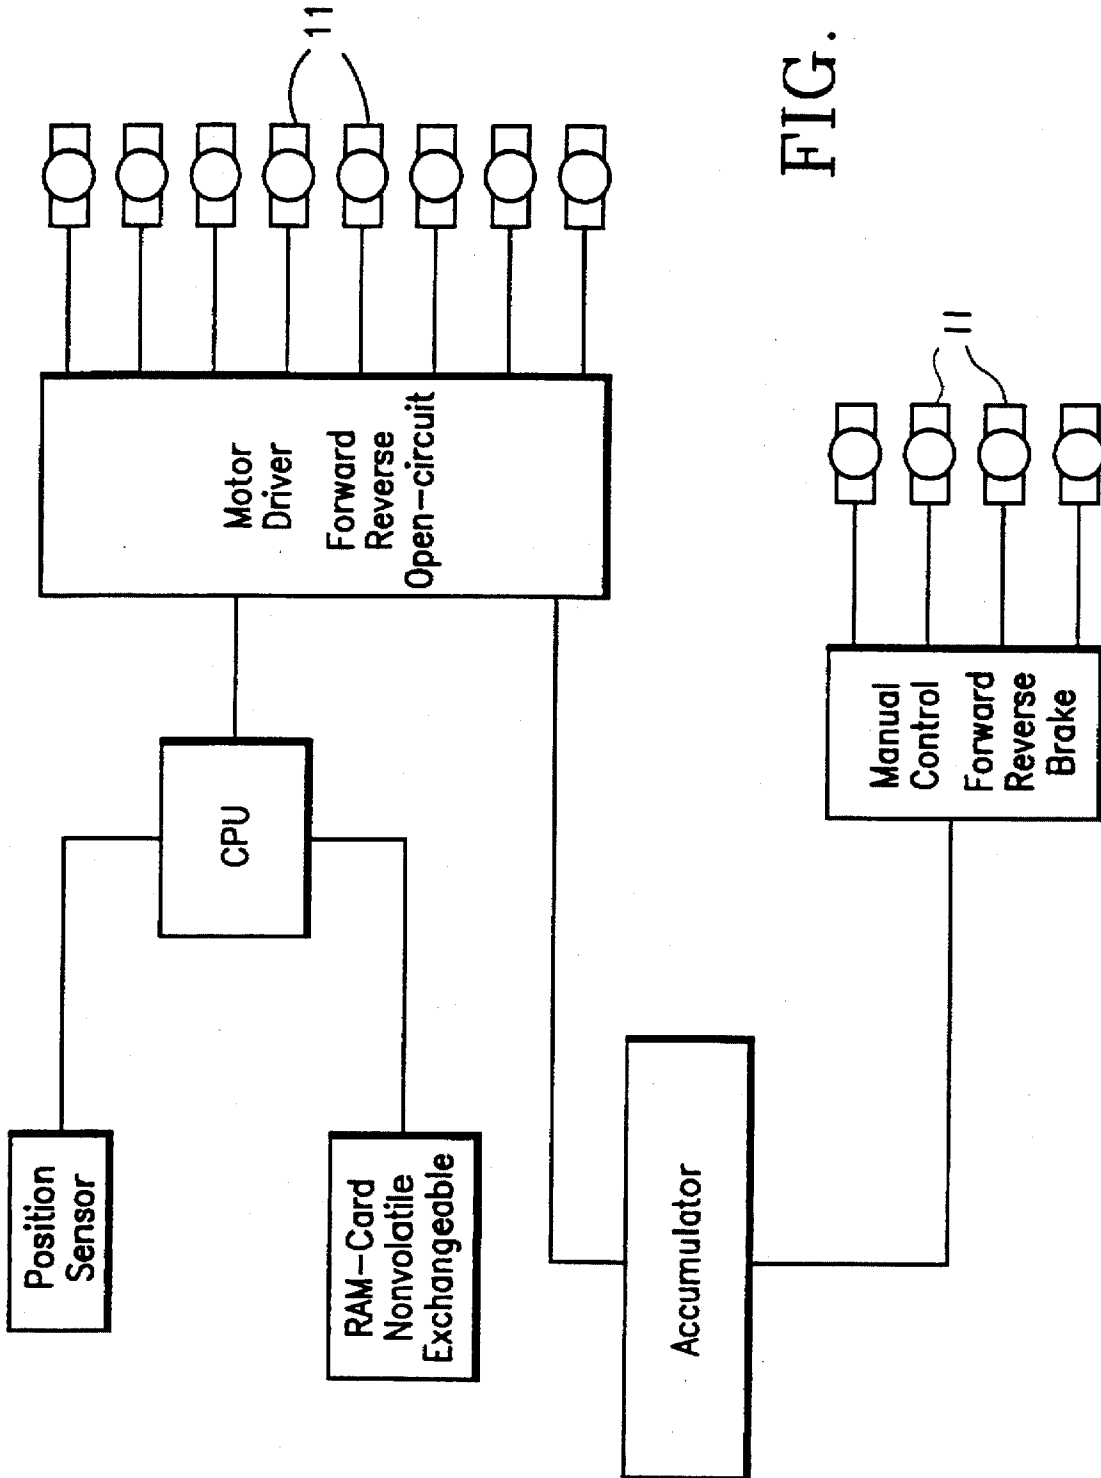 Position
Sensor
RAM-Card
Nonvolatile
Exchangeable
CPU
Motor
Driver
Forward
Reverse
Open-circuit
11
Accumulator
Manual
Control
Forward
Reverse
Brake
11
FIG.